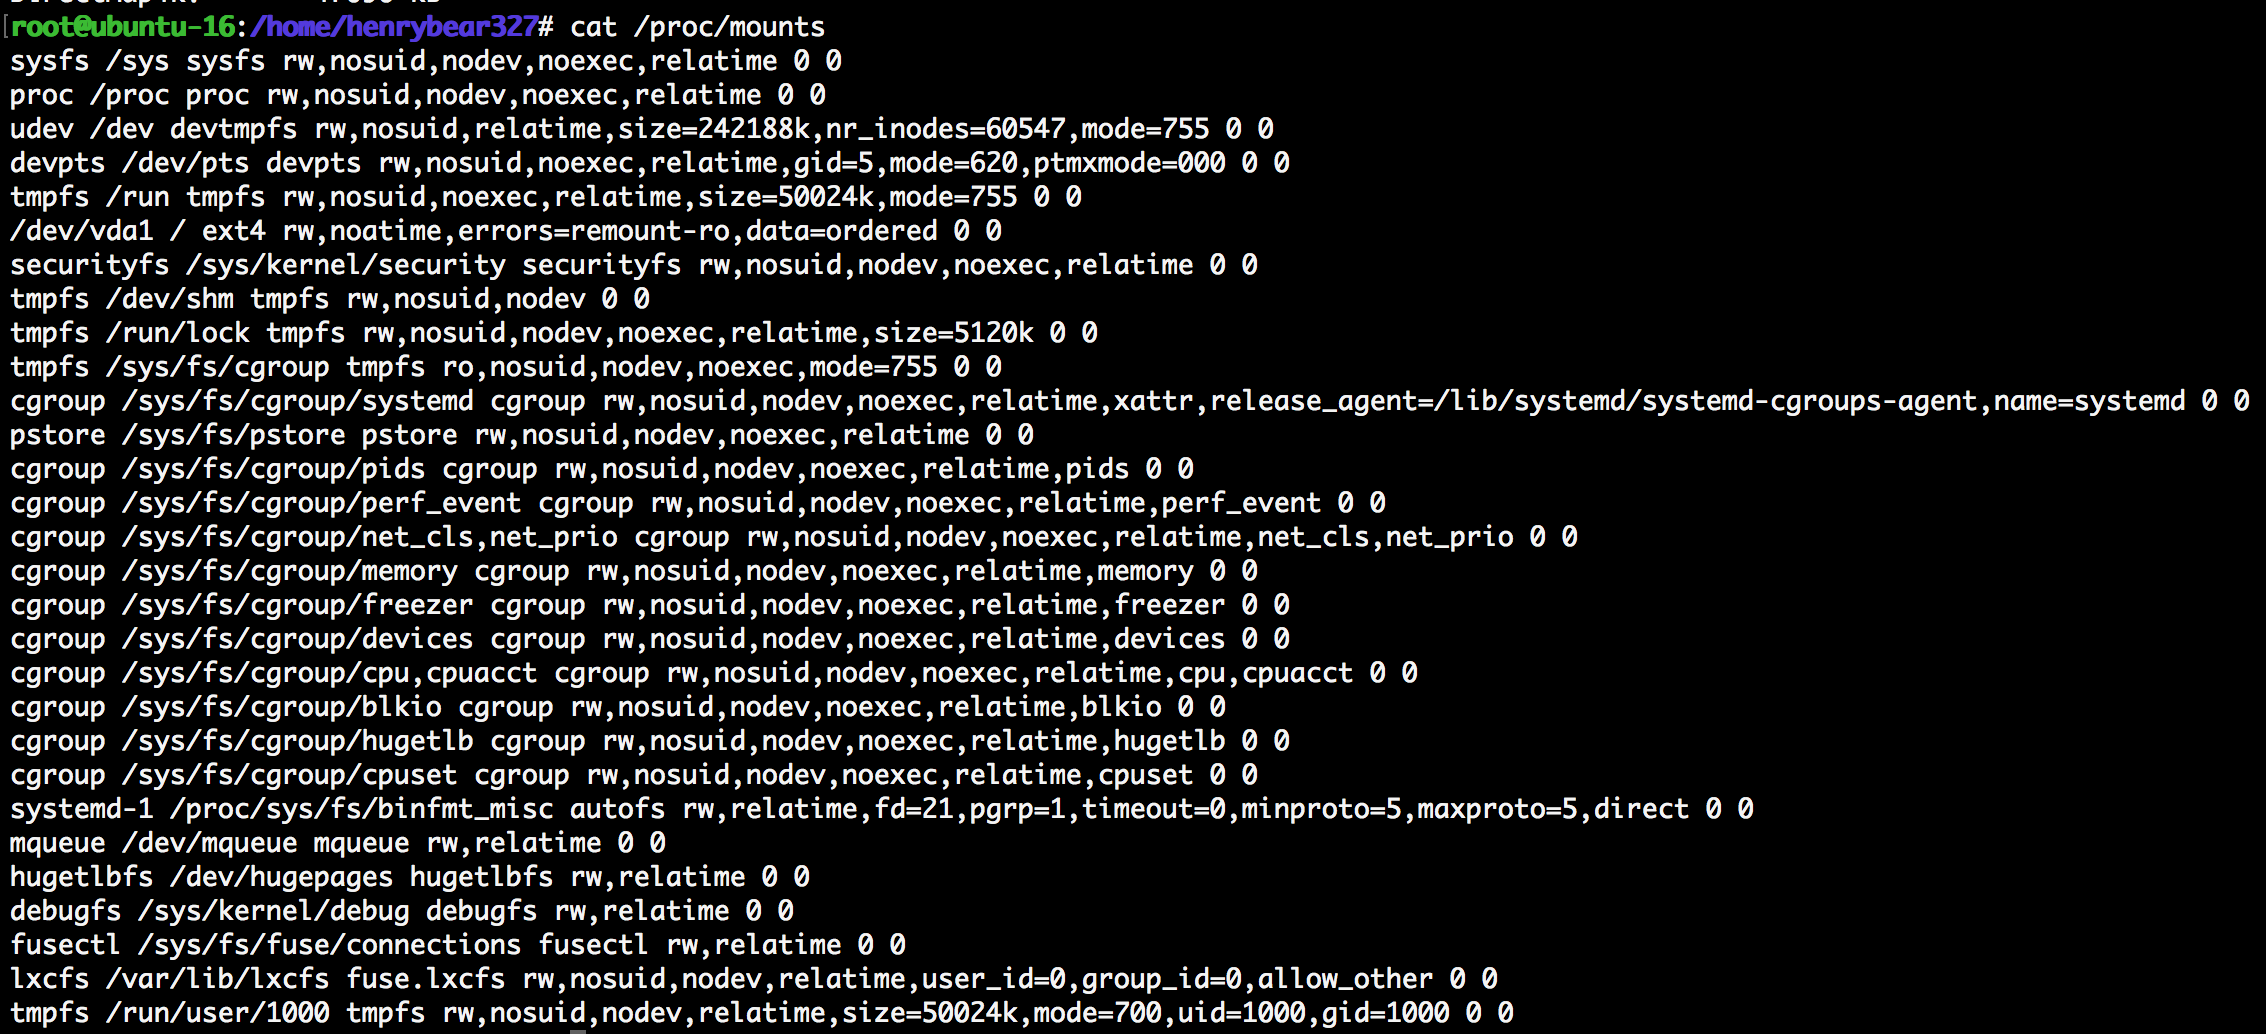 root@ubuntu-16:/home/henrybear327# cat /proc/mounts
sysfs /sys sysfs rw,nosuid,nodev,noexec,relatime 0 0
proc /proc proc rw,nosuid,nodev,noexec,relatime 0 0
udev /dev devtmpfs rw,nosuid,relatime,size=242188k,nr_inodes=60547,mode=755 0 0
devpts /dev/pts devpts rw,nosuid,noexec,relatime,gid=5,mode=620,ptmxmode=000 0 0
tmpfs /run tmpfs rw,nosuid,noexec,relatime,size=50024k,mode=755 0 0
/dev/vda1 / ext4 rw,noatime,errors=remount-ro,data=ordered 0 0
securityfs /sys/kernel/security securityfs rw,nosuid,nodev,noexec,relatime 0 0
tmpfs /dev/shm tmpfs rw,nosuid,nodev 0 0
tmpfs /run/lock tmpfs rw,nosuid,nodev,noexec,relatime,size=5120k 0 0
tmpfs /sys/fs/cgroup tmpfs ro,nosuid,nodev,noexec,mode=755 0 0
cgroup /sys/fs/cgroup/systemd cgroup rw,nosuid,nodev,noexec,relatime,xattr,release_agent=/lib/systemd/systemd-cgroups-agent,name=systemd 0 0
pstore /sys/fs/pstore pstore rw,nosuid,nodev,noexec,relatime 0 0
cgroup /sys/fs/cgroup/pids cgroup rw,nosuid,nodev,noexec,relatime,pids 0 0
cgroup /sys/fs/cgroup/perf_event cgroup rw,nosuid,nodev,noexec,relatime,perf_event 0 0
cgroup /sys/fs/cgroup/net_cls,net_prio cgroup rw,nosuid,nodev,noexec,relatime,net_cls,net_prio 0 0
cgroup /sys/fs/cgroup/memory cgroup rw,nosuid,nodev,noexec,relatime,memory 0 0
cgroup /sys/fs/cgroup/freezer cgroup rw,nosuid,nodev,noexec,relatime,freezer 0 0
cgroup /sys/fs/cgroup/devices cgroup rw,nosuid,nodev,noexec,relatime,devices 0 0
cgroup /sys/fs/cgroup/cpu,cpuacct cgroup rw,nosuid,nodev,noexec,relatime,cpu,cpuacct 0 0
cgroup /sys/fs/cgroup/blkio cgroup rw,nosuid,nodev,noexec,relatime,blkio 0 0
cgroup /sys/fs/cgroup/hugetlb cgroup rw,nosuid,nodev,noexec,relatime,hugetlb 0 0
cgroup /sys/fs/cgroup/cpuset cgroup rw,nosuid,nodev,noexec,relatime,cpuset 0 0
systemd-1 /proc/sys/fs/binfmt_misc autofs rw,relatime,fd=21,pgrp=1,timeout=0,minproto=5,maxproto=5,direct 0 0
mqueue /dev/mqueue mqueue rw,relatime 0 0
hugetlbfs /dev/hugepages hugetlbfs rw,relatime 0 0
debugfs /sys/kernel/debug debugfs rw,relatime 0 0
fusectl /sys/fs/fuse/connections fusectl rw,relatime 0 0
lxcfs /var/lib/lxcfs fuse.lxcfs rw,nosuid,nodev,relatime,user_id=0,group_id=0,allow_other 0 0
tmpfs /run/user/1000 tmpfs rw,nosuid,nodev,relatime,size=50024k,mode=700,uid=1000,gid=1000 0 0